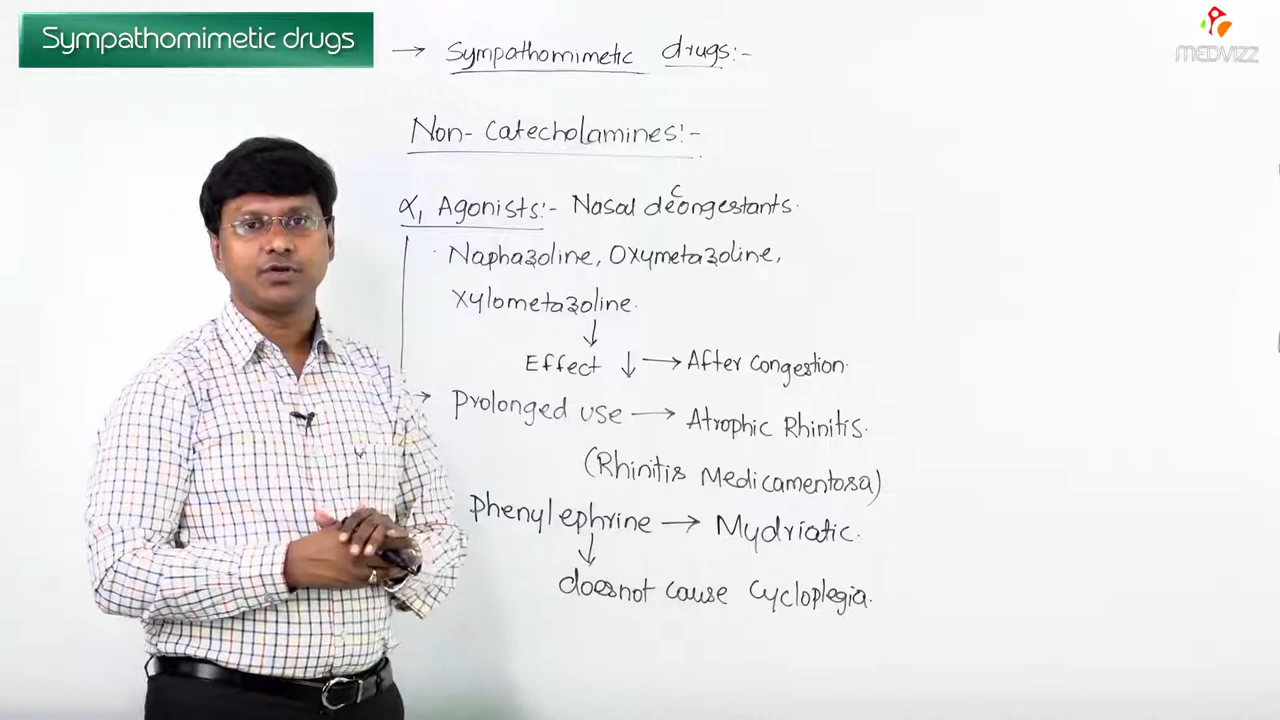 Sympathomimetic drugs
→ Sympathomimetic drugs:-
MEDVIZZ
Non-Catecholamines:-
α₁ Agonists:- Nasal decongestants.
Naphazoline, Oxymetazoline,
Xylometazoline.
↓
Effect ↓ → After congestion.
→ Prolonged use → Atrophic Rhinitis.
(Rhinitis Medicamentosa)
Phenylephrine → Mydriatic.
↓
doesnot cause Cycloplegia.